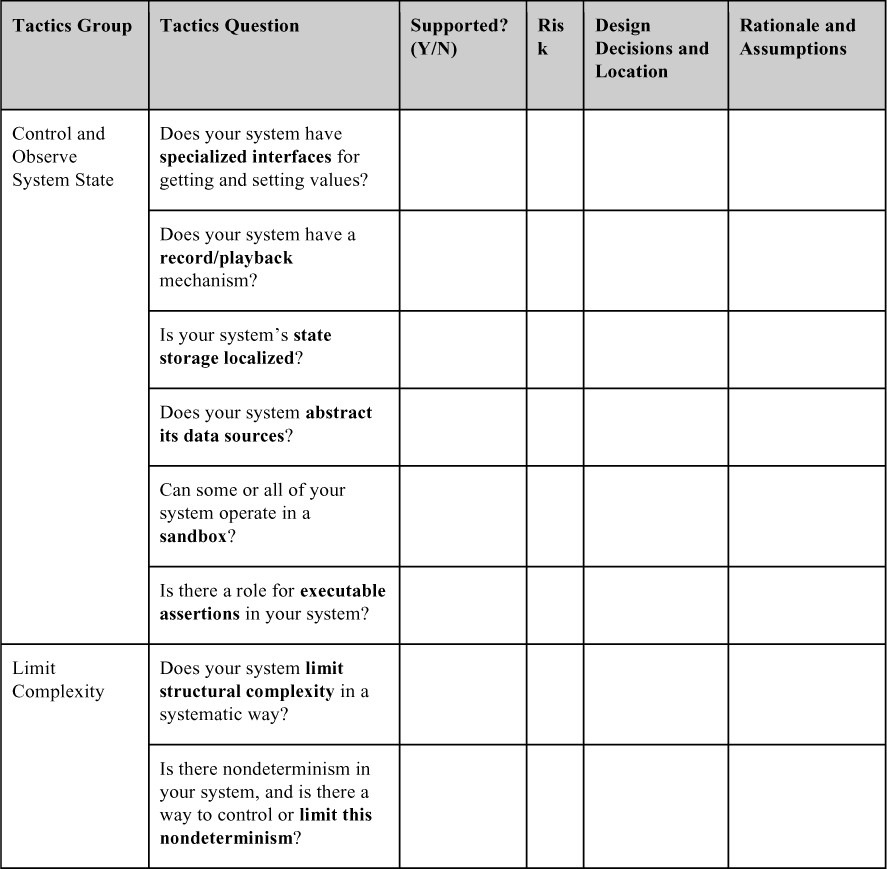 Tactics Group
Tactics Question
Supported?
(Y/N)
Ris
k
Design
Decisions and
Location
Rationale and
Assumptions
Control and
Observe
System State
Does your system have
specialized interfaces for
getting and setting values?
Does your system have a
record/playback
mechanism?
Is your system’s state
storage localized?
Does your system abstract
its data sources?
Can some or all of your
system operate in a
sandbox?
Is there a role for executable
assertions in your system?
Limit
Complexity
Does your system limit
structural complexity in a
systematic way?
Is there nondeterminism in
your system, and is there a
way to control or limit this
nondeterminism?